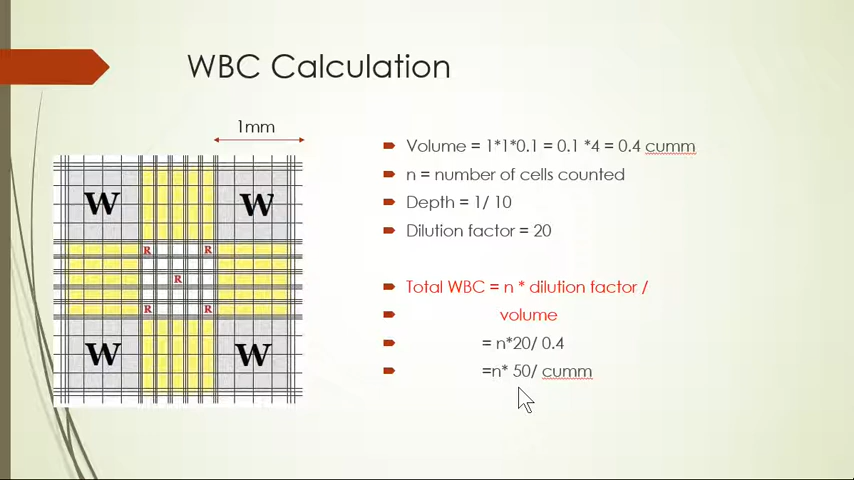 WBC Calculation
1mm
W W
R R
R
R R
W W
Volume = 1*1*0.1 = 0.1 *4 = 0.4 cumm
n = number of cells counted
Depth = 1/ 10
Dilution factor = 20
Total WBC = n * dilution factor /
volume
= n*20/ 0.4
=n* 50/ cumm